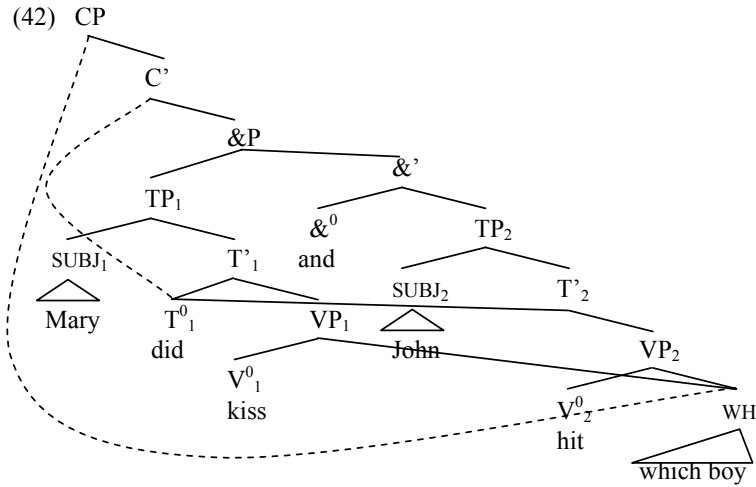 (42) CP
C’
&P
&’
TP₁
&⁰ TP₂
and
SUBJ₁ T’₁
SUBJ₂ T’₂
Mary T⁰₁ VP₁ John
did VP₂
V⁰₁
kiss V⁰₂ WH
hit
which boy